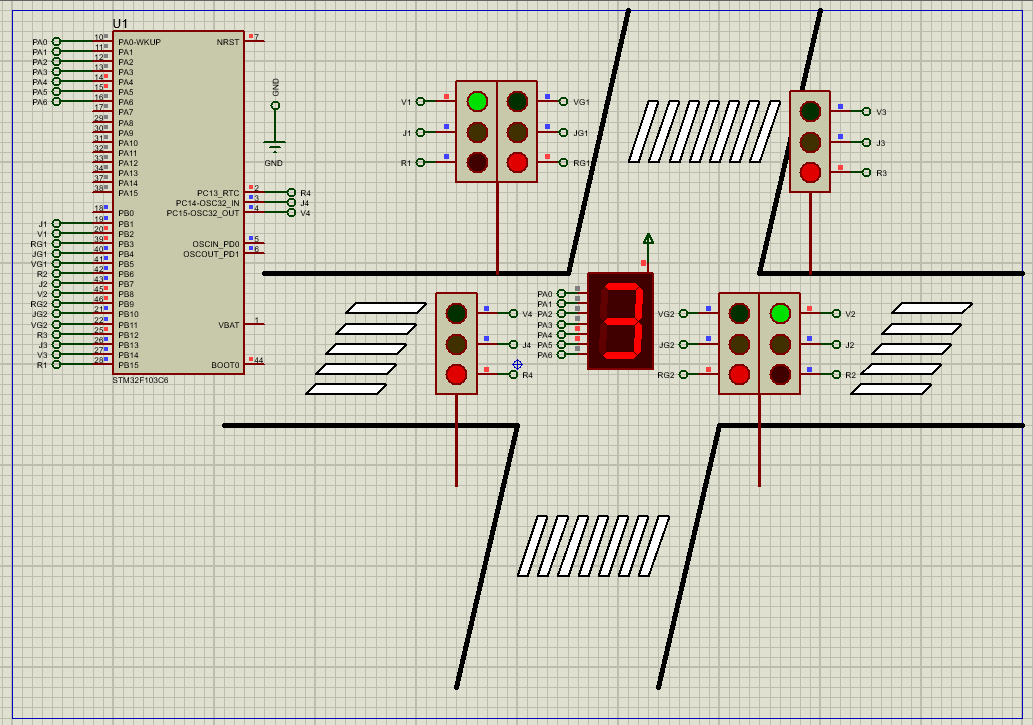 U1
PA0 10 PA0-WKUP NRST 7
PA1 11 PA1
PA2 12 PA2
PA3 13 PA3
PA4 14 PA4
PA5 15 PA5
PA6 16 PA6
17 PA7
29 PA8
30 PA9
31 PA10
32 PA11
33 PA12
34 PA13
37 PA14
38 PA15
PC13_RTC 2 R4
PC14-OSC32_IN 3 J4
PC15-OSC32_OUT 4 V4
18 PB0
J1 19 PB1
V1 20 PB2
RG1 39 PB3 OSCIN_PD0 5
JG1 40 PB4 OSCOUT_PD1 6
VG1 41 PB5
R2 42 PB6
J2 43 PB7
V2 45 PB8
RG2 46 PB9
JG2 21 PB10
VG2 22 PB11 VBAT 1
R3 25 PB12
J3 26 PB13
V3 27 PB14
R1 28 PB15 BOOT0 44
STM32F103C6
GND
GND
V1 VG1
J1 JG1
R1 RG1
V3
J3
R3
V4
J4
R4
PA0
PA1
PA2
PA3
PA4
PA5
PA6
3
VG2 V2
JG2 J2
RG2 R2